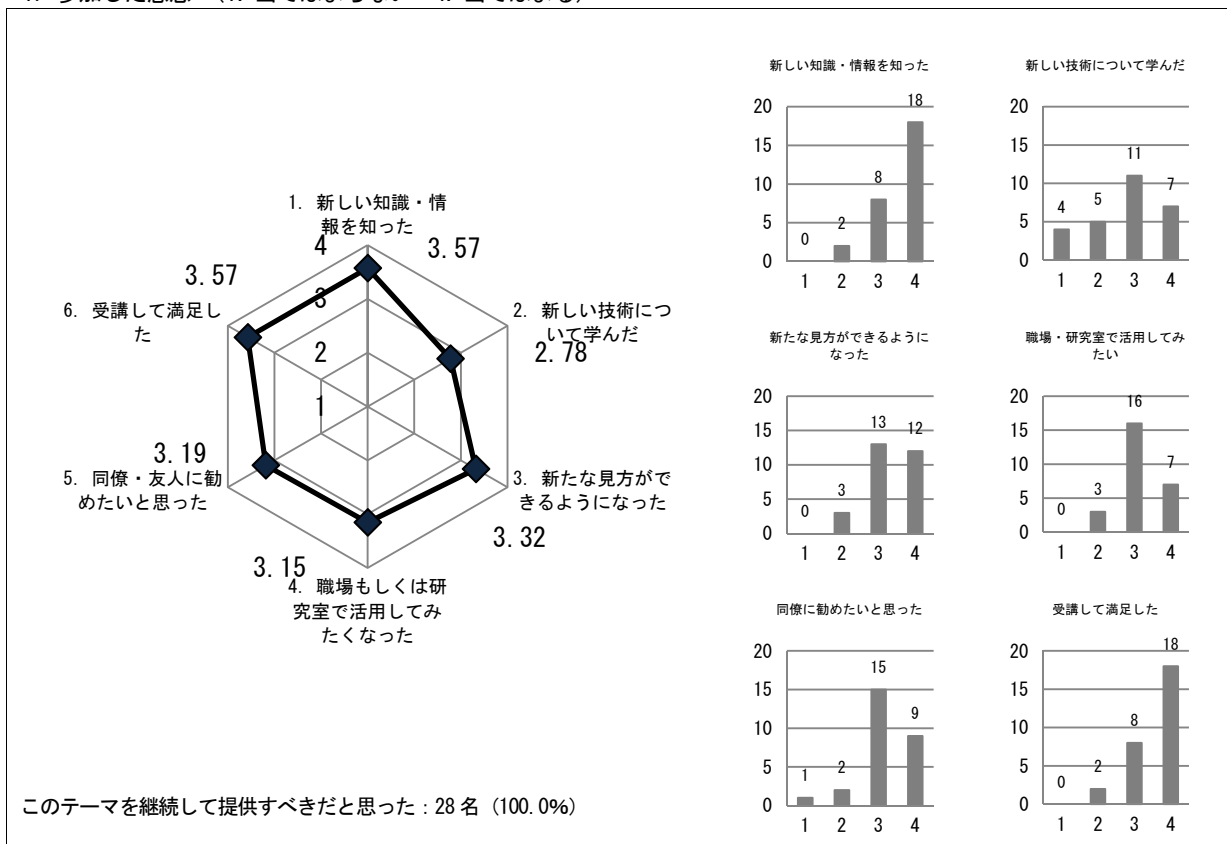 1. 新しい知識・情
報を知った
4
3.57
3.57
3
6. 受講して満足し
た
2. 新しい技術につ
いて学んだ
2
2.78
1
3.19
5. 同僚・友人に勧
めたいと思った
3. 新たな見方がで
きるようになった
3.32
3.15
4. 職場もしくは研
究室で活用してみ
たくなった
このテーマを継続して提供すべきだと思った：28 名（100.0%）
新しい知識・情報を知った
20
15
10
5
0
0
2
8
18
1 2 3 4
新しい技術について学んだ
20
15
10
5
0
4
5
11
7
1 2 3 4
新たな見方ができるように
なった
20
15
10
5
0
0
3
13
12
1 2 3 4
職場・研究室で活用してみ
たい
20
15
10
5
0
0
3
16
7
1 2 3 4
同僚に勧めたいと思った
20
15
10
5
0
1
2
15
9
1 2 3 4
受講して満足した
20
15
10
5
0
0
2
8
18
1 2 3 4